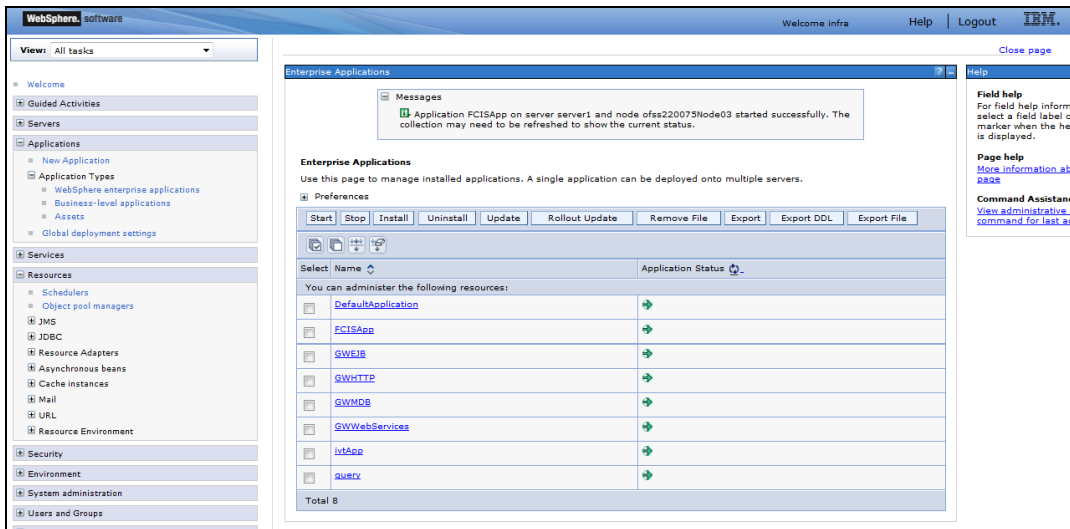 WebSphere. software
Welcome infra
Help
Logout
IBM.
View: All tasks
Close page
Welcome
Guided Activities
Servers
Applications
New Application
Application Types
WebSphere enterprise applications
Business-level applications
Assets
Global deployment settings
Services
Resources
Schedulers
Object pool managers
JMS
JDBC
Resource Adapters
Asynchronous beans
Cache instances
Mail
URL
Resource Environment
Security
Environment
System administration
Users and Groups
Enterprise Applications
? -
Messages
Application FCISApp on server server1 and node ofss220075Node03 started successfully. The
collection may need to be refreshed to show the current status.
Enterprise Applications
Use this page to manage installed applications. A single application can be deployed onto multiple servers.
Preferences
Start Stop Install Uninstall Update Rollout Update Remove File Export Export DDL Export File
Select Name Application Status
You can administer the following resources:
DefaultApplication
FCISApp
GWEJB
GWHTTP
GWMDB
GWWebServices
ivtApp
query
Total 8
Help
Field help
For field help inform
select a field label o
marker when the he
is displayed.
Page help
More information ab
page
Command Assistan
View administrative
command for last a